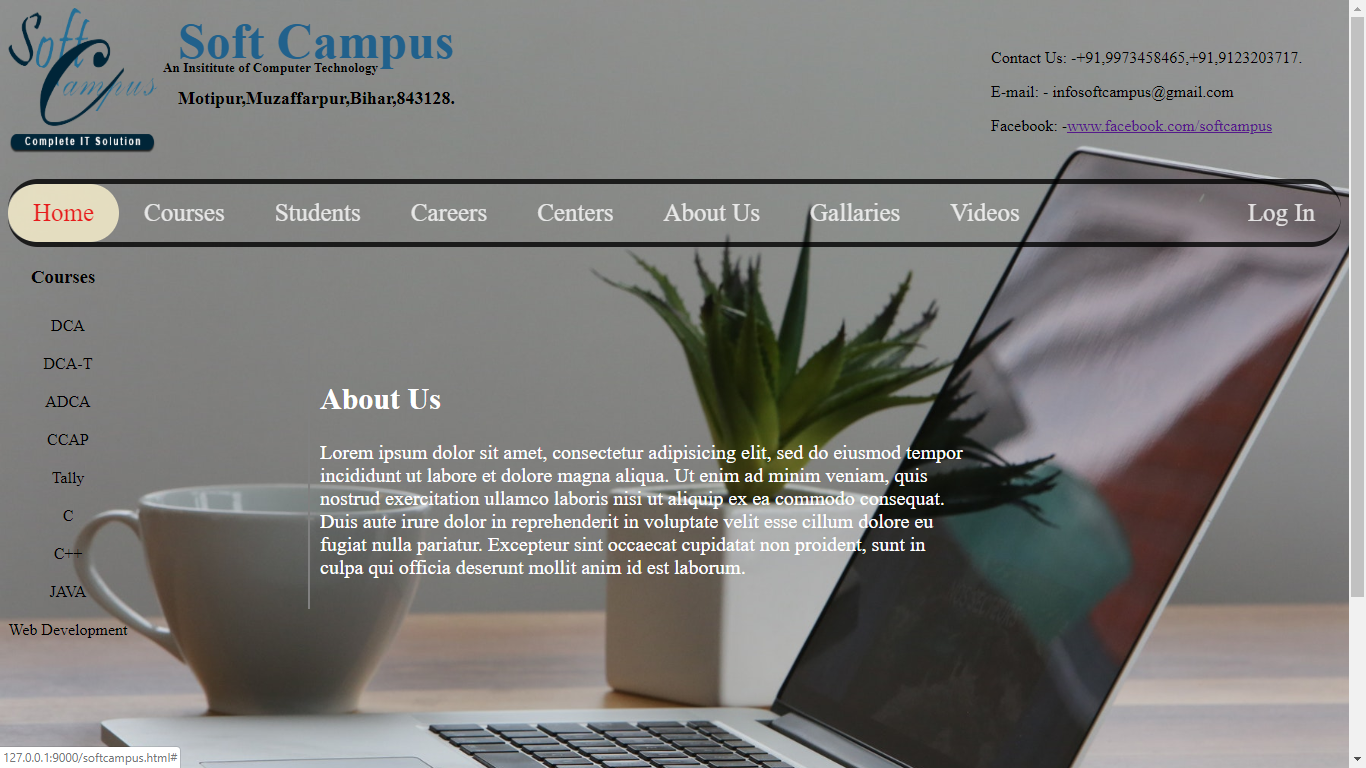 Soft Campus
Complete IT Solution
Soft Campus
An Insititute of Computer Technology
Motipur,Muzaffarpur,Bihar,843128.
Contact Us: -+91,9973458465,+91,9123203717.
E-mail: - infosoftcampus@gmail.com
Facebook: -www.facebook.com/softcampus
Home Courses Students Careers Centers About Us Gallaries Videos Log In
Courses
DCA
DCA-T
ADCA
CCAP
Tally
C
C++
JAVA
Web Development
About Us
Lorem ipsum dolor sit amet, consectetur adipisicing elit, sed do eiusmod tempor
incididunt ut labore et dolore magna aliqua. Ut enim ad minim veniam, quis
nostrud exercitation ullamco laboris nisi ut aliquip ex ea commodo consequat.
Duis aute irure dolor in reprehenderit in voluptate velit esse cillum dolore eu
fugiat nulla pariatur. Excepteur sint occaecat cupidatat non proident, sunt in
culpa qui officia deserunt mollit anim id est laborum.
127.0.0.1:9000/softcampus.html#